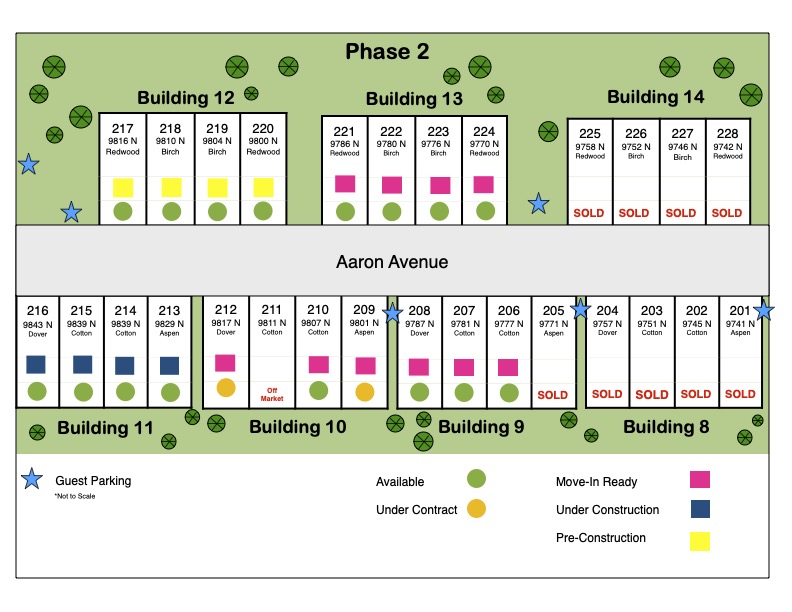 Phase 2
Building 12
Building 13
Building 14
217
9816 N
Redwood
218
9810 N
Birch
219
9804 N
Birch
220
9800 N
Redwood
221
9786 N
Redwood
222
9780 N
Birch
223
9776 N
Birch
224
9770 N
Redwood
225
9758 N
Redwood
SOLD
226
9752 N
Birch
SOLD
227
9746 N
Birch
SOLD
228
9742 N
Redwood
SOLD
Aaron Avenue
216
9843 N
Dover
215
9839 N
Cotton
214
9839 N
Cotton
213
9829 N
Aspen
212
9817 N
Dover
211
9811 N
Cotton
Off
Market
210
9807 N
Cotton
209
9801 N
Aspen
208
9787 N
Dover
207
9781 N
Cotton
206
9777 N
Cotton
205
9771 N
Aspen
SOLD
204
9757 N
Dover
SOLD
203
9751 N
Cotton
SOLD
202
9745 N
Cotton
SOLD
201
9741 N
Aspen
SOLD
Building 11
Building 10
Building 9
Building 8
Guest Parking
*Not to Scale
Available
Under Contract
Move-In Ready
Under Construction
Pre-Construction